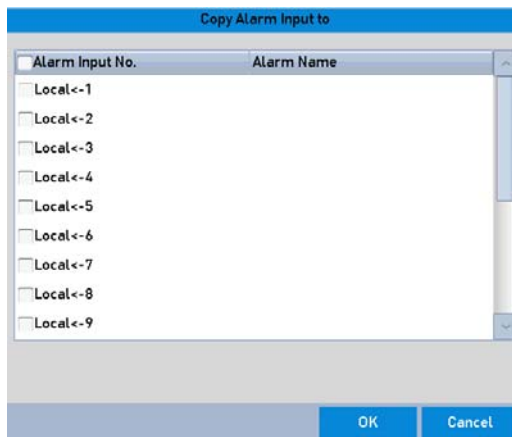 Copy Alarm Input to
Alarm Input No. Alarm Name
Local<-1
Local<-2
Local<-3
Local<-4
Local<-5
Local<-6
Local<-7
Local<-8
Local<-9
OK Cancel